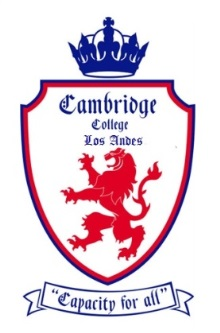 Cambridge
College
Los Andes
"Capacity for all"